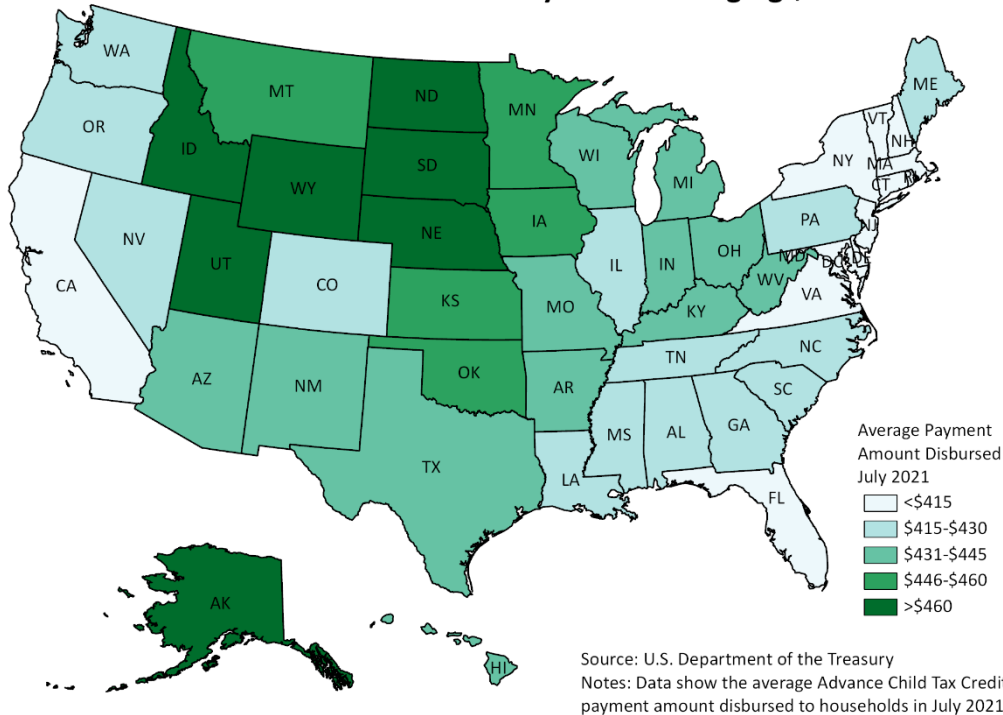 WA
OR
CA
NV
ID
MT
WY
UT
CO
AZ
NM
ND
SD
NE
KS
OK
TX
MN
IA
MO
AR
LA
WI
IL
MI
IN
OH
KY
TN
MS
AL
GA
FL
SC
NC
VA
WV
MD
DC
DE
PA
NJ
NY
CT
MA
VT
NH
ME
AK
HI
Average Payment
Amount Disbursed
July 2021
<$415
$415-$430
$431-$445
$446-$460
>$460
Source: U.S. Department of the Treasury
Notes: Data show the average Advance Child Tax Credit
payment amount disbursed to households in July 2021